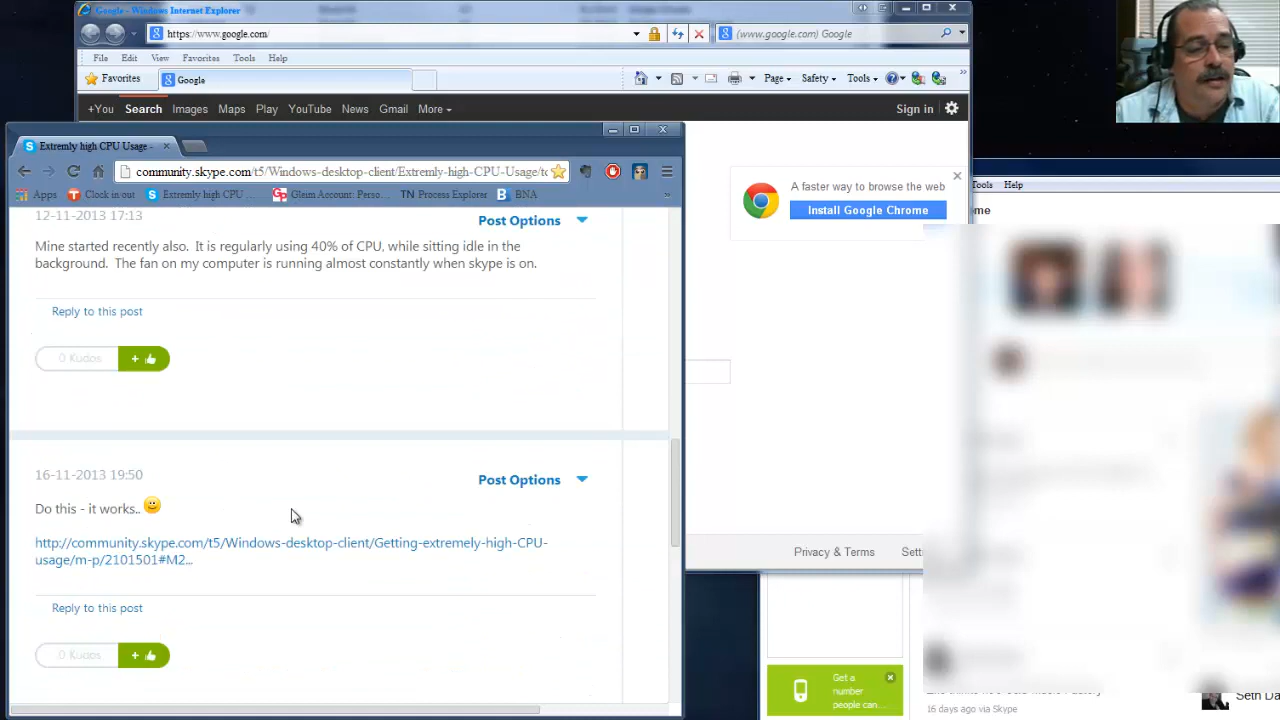 Google - Windows Internet Explorer
https://www.google.com/
(www.google.com) Google
File Edit View Favorites Tools Help
Favorites
Google
Page Safety Tools
+You Search Images Maps Play YouTube News Gmail More
Sign in
A faster way to browse the web
Install Google Chrome
Privacy & Terms
Extremly high CPU Usage -
community.skype.com/t5/Windows-desktop-client/Extremly-high-CPU-Usage/t
Apps Clock in out Extremly high CPU ... Gleim Account: Perso... TN Process Explorer BNA
12-11-2013 17:13
Post Options
Mine started recently also. It is regularly using 40% of CPU, while sitting idle in the
background. The fan on my computer is running almost constantly when skype is on.
Reply to this post
0 Kudos +
16-11-2013 19:50
Post Options
Do this - it works..
http://community.skype.com/t5/Windows-desktop-client/Getting-extremely-high-CPU-
usage/m-p/2101501#M2...
Reply to this post
0 Kudos +
Tools Help
me
Get a
number
people can...
Seth Da
16 days ago via Skype